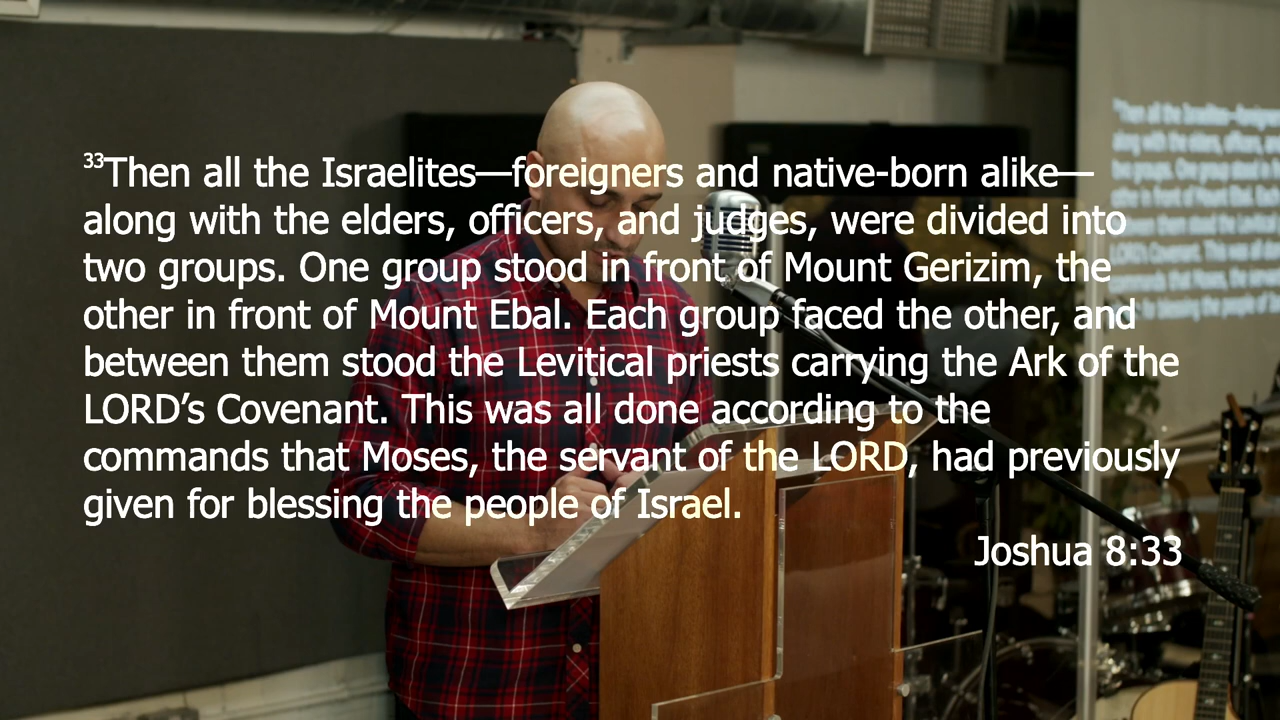 ³³Then all the Israelites—foreigners and native-born alike—
along with the elders, officers, and judges, were divided into
two groups. One group stood in front of Mount Gerizim, the
other in front of Mount Ebal. Each group faced the other, and
between them stood the Levitical priests carrying the Ark of the
LORD’s Covenant. This was all done according to the
commands that Moses, the servant of the LORD, had previously
given for blessing the people of Israel.
Joshua 8:33